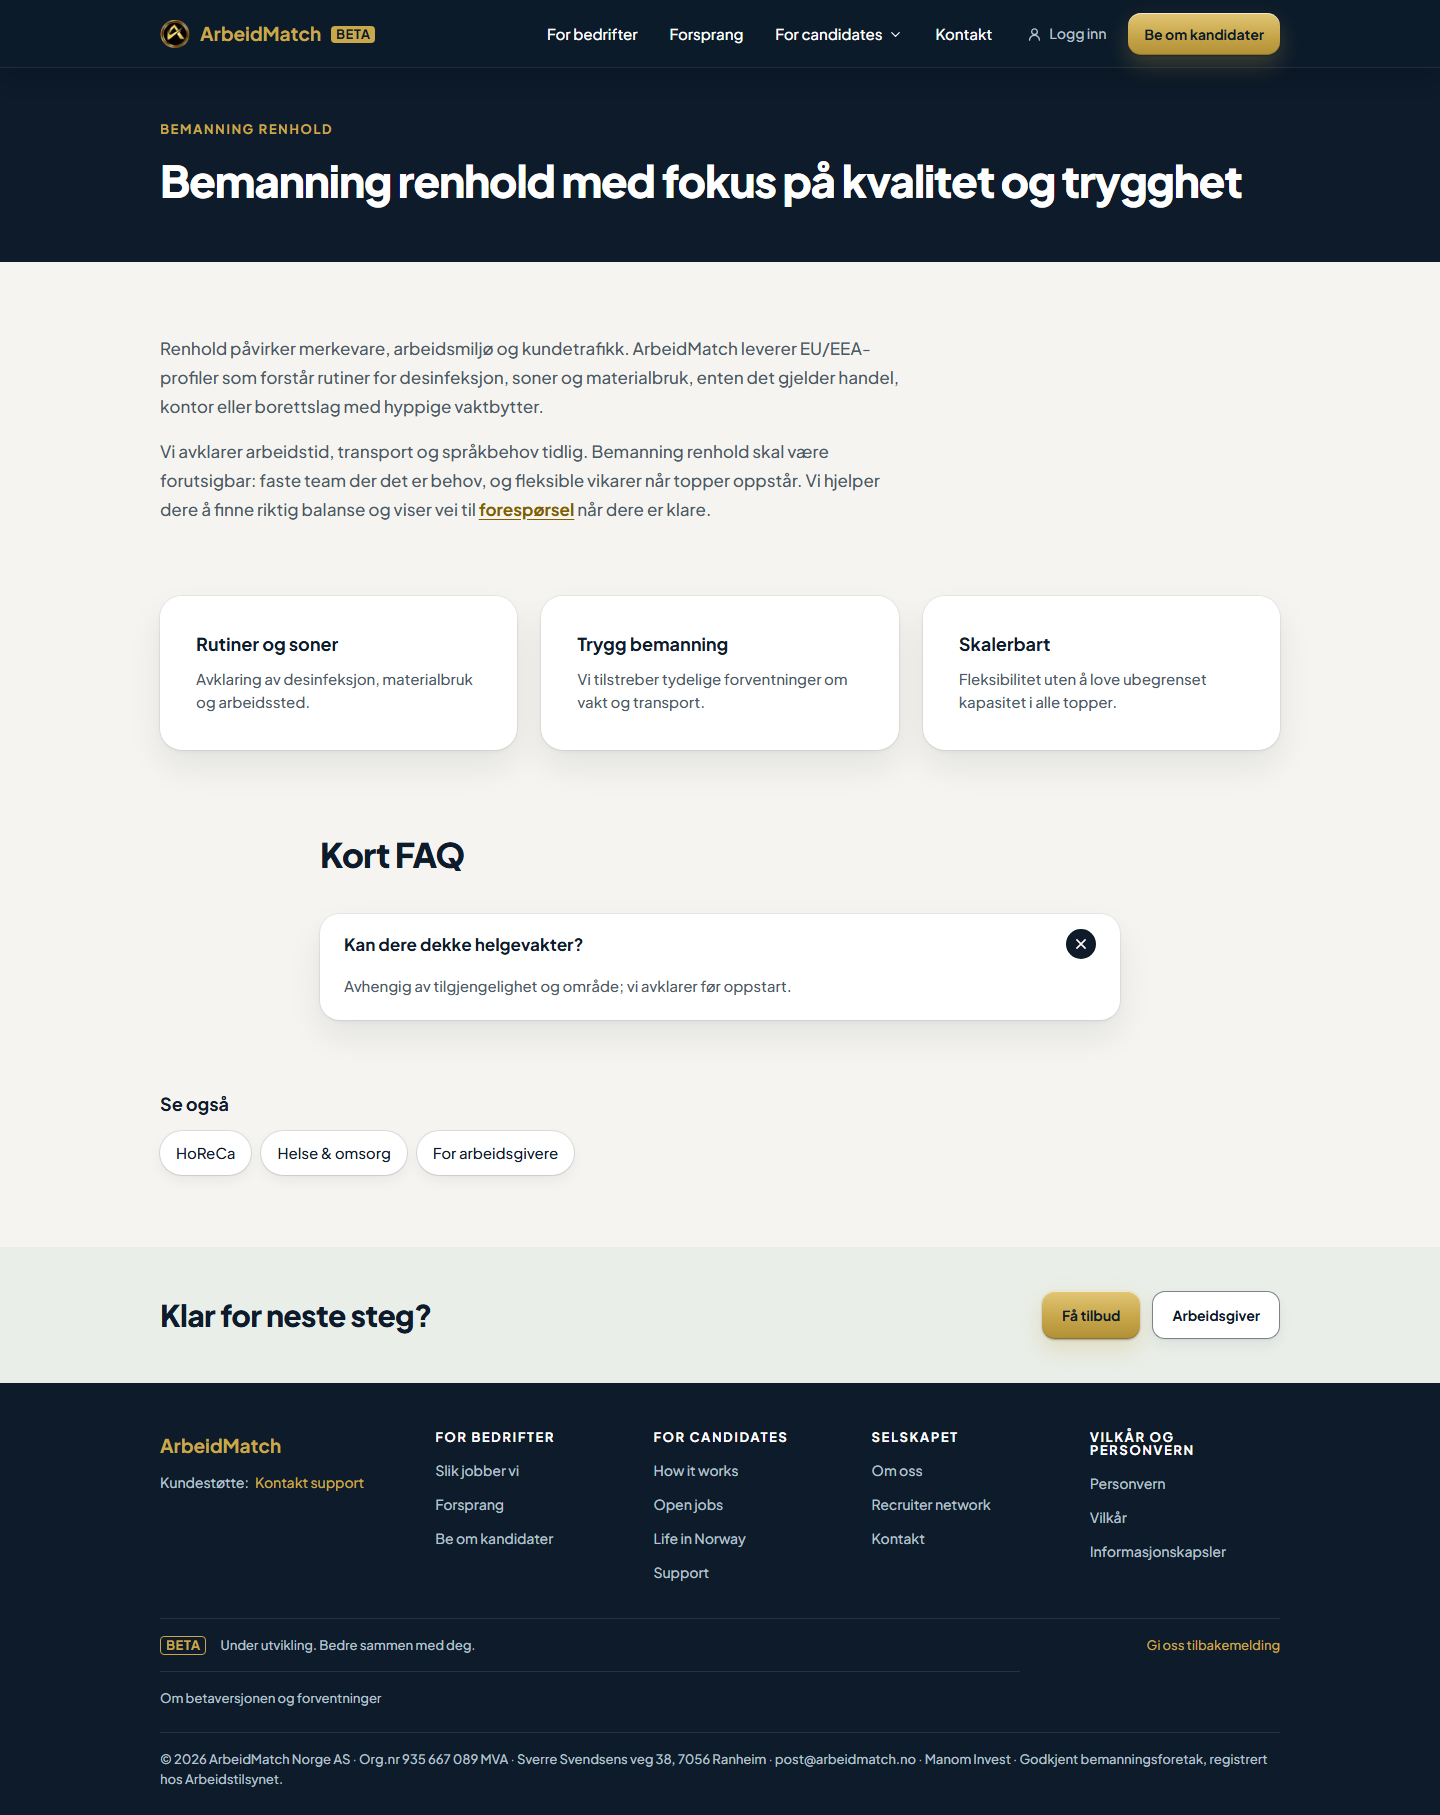 ArbeidMatch BETA
For bedrifter
Forsprang
For candidates
Kontakt
Logg inn
Be om kandidater
BEMANNING RENHOLD
Bemanning renhold med fokus på kvalitet og trygghet
Renhold påvirker merkevare, arbeidsmiljø og kundetrafikk. ArbeidMatch leverer EU/EEA-
profiler som forstår rutiner for desinfeksjon, soner og materialbruk, enten det gjelder handel,
kontor eller borettslag med hyppige vaktbytter.
Vi avklarer arbeidstid, transport og språkbehov tidlig. Bemanning renhold skal være
forutsigbar: faste team der det er behov, og fleksible vikarer når topper oppstår. Vi hjelper
dere å finne riktig balanse og viser vei til forespørsel når dere er klare.
Rutiner og soner
Avklaring av desinfeksjon, materialbruk
og arbeidssted.
Trygg bemanning
Vi tilstreber tydelige forventninger om
vakt og transport.
Skalerbart
Fleksibilitet uten å love ubegrenset
kapasitet i alle topper.
Kort FAQ
Kan dere dekke helgevakter?
Avhengig av tilgjengelighet og område; vi avklarer før oppstart.
Se også
HoReCa
Helse & omsorg
For arbeidsgivere
Klar for neste steg?
Få tilbud
Arbeidsgiver
ArbeidMatch
Kundestøtte: Kontakt support
FOR BEDRIFTER
Slik jobber vi
Forsprang
Be om kandidater
FOR CANDIDATES
How it works
Open jobs
Life in Norway
Support
SELSKAPET
Om oss
Recruiter network
Kontakt
VILKÅR OG
PERSONVERN
Personvern
Vilkår
Informasjonskapsler
BETA Under utvikling. Bedre sammen med deg.
Gi oss tilbakemelding
Om betaversjonen og forventninger
© 2026 ArbeidMatch Norge AS · Org.nr 935 667 089 MVA · Sverre Svendsens veg 38, 7056 Ranheim · post@arbeidmatch.no · Manom Invest · Godkjent bemanningsforetak, registrert
hos Arbeidstilsynet.